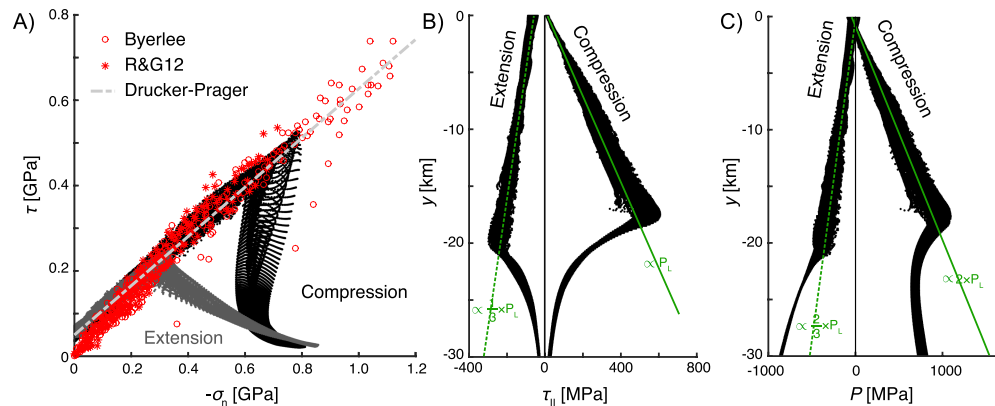 A)
τ [GPa]
0.8
0.6
0.4
0.2
0
0
0.2
0.4
0.6
0.8
1.0
1.2
-σn [GPa]
Byerlee
R&G12
Drucker-Prager
Compression
Extension
B)
y [km]
0
-10
-20
-30
-400
0
400
800
τII [MPa]
Extension
Compression
∝ PL
∝ 1/3×PL
C)
y [km]
0
-10
-20
-30
-1000
0
1000
P [MPa]
Extension
Compression
∝ 2×PL
∝ 2/3×PL